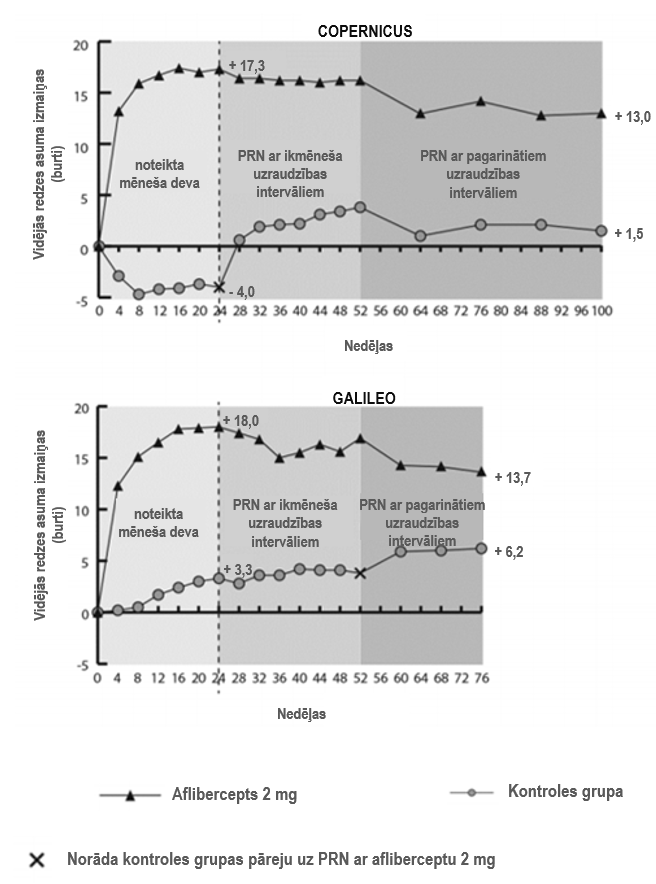 COPERNICUS
Vidējās redzes asuma izmaiņas
(burti)
20
15
10
5
0
-5
+ 17,3
noteikta
mēneša deva
PRN ar ikmēneša
uzraudzības
intervāliem
PRN ar pagarinātiem
uzraudzības
intervāliem
+ 13,0
+ 1,5
- 4,0
0 4 8 12 16 20 24 28 32 36 40 44 48 52 56 60 64 68 72 76 80 84 88 92 96 100
Nedēļas
GALILEO
Vidējās redzes asuma izmaiņas
(burti)
20
15
10
5
0
-5
+ 18,0
noteikta
mēneša deva
PRN ar ikmēneša
uzraudzības
intervāliem
PRN ar pagarinātiem
uzraudzības
intervāliem
+ 13,7
+ 3,3
+ 6,2
0 4 8 12 16 20 24 28 32 36 40 44 48 52 56 60 64 68 72 76
Nedēļas
Aflibercepts 2 mg
Kontroles grupa
Norāda kontroles grupas pāreju uz PRN ar afliberceptu 2 mg